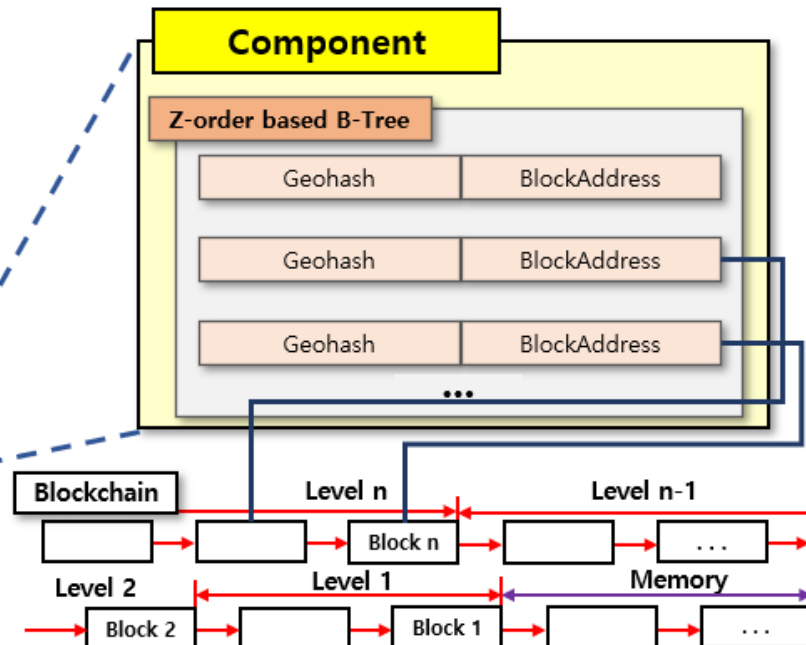 Component
Z-order based B-Tree
Geohash BlockAddress
Geohash BlockAddress
Geohash BlockAddress
...
Blockchain Level n Level n-1
Block n ...
Level 2 Level 1 Memory
Block 2 Block 1 ...